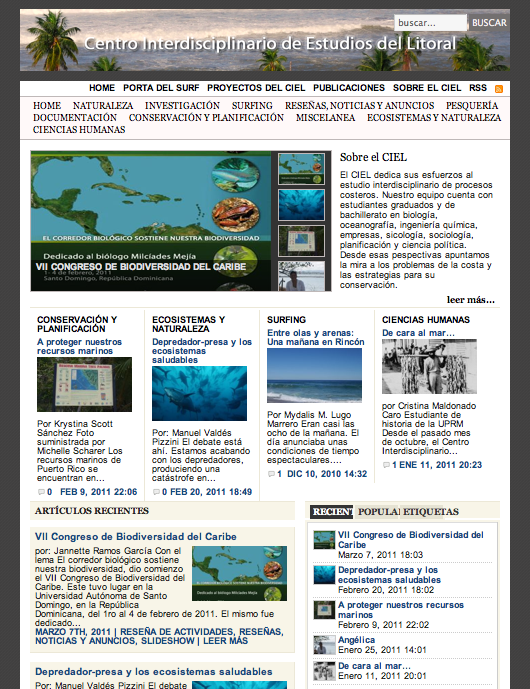 buscar...
BUSCAR
Centro Interdisciplinario de Estudios del Litoral
HOME PORTA DEL SURF PROYECTOS DEL CIEL PUBLICACIONES SOBRE EL CIEL RSS
HOME NATURALEZA INVESTIGACIÓN SURFING RESEÑAS, NOTICIAS Y ANUNCIOS PESQUERÍA
DOCUMENTACIÓN CONSERVACIÓN Y PLANIFICACIÓN MISCELANEA ECOSISTEMAS Y NATURALEZA
CIENCIAS HUMANAS
EL CORREDOR BIOLÓGICO SOSTIENE NUESTRA BIODIVERSIDAD
Dedicado al biólogo Milcíades Mejía
VII CONGRESO DE BIODIVERSIDAD DEL CARIBE
1- 4 de febrero, 2011
Santo Domingo, República Dominicana
Sobre el CIEL
El CIEL dedica sus esfuerzos al
estudio interdisciplinario de procesos
costeros. Nuestro equipo cuenta con
estudiantes graduados y de
bachillerato en biología,
oceanografía, ingeniería química,
empresas, sicología, sociología,
planificación y ciencia política.
Desde esas pespectivas apuntamos
la mira a los problemas de la costa y
las estrategias para su
conservación.
leer más...
CONSERVACIÓN Y
PLANIFICACIÓN
A proteger nuestros
recursos marinos
Por Krystina Scott
Sánchez Foto
suministrada por
Michelle Scharer Los
recursos marinos de
Puerto Rico se
encuentran en…
0 FEB 9, 2011 22:06
ECOSISTEMAS Y
NATURALEZA
Depredador-presa y los
ecosistemas
saludables
Por: Manuel Valdés
Pizzini El debate está
ahí. Estamos acabando
con los depredadores,
produciendo una
catástrofe en…
0 FEB 20, 2011 18:49
SURFING
Entre olas y arenas:
Una mañana en Rincón
Por Mydalis M. Lugo
Marrero Eran casi las
ocho de la mañana. El
día anunciaba unas
condiciones de tiempo
espectaculares.…
1 DIC 10, 2010 14:32
CIENCIAS HUMANAS
De cara al mar…
por Cristina Maldonado
Caro Estudiante de
historia de la UPRM
Desde el pasado mes
de octubre, el Centro
Interdisciplinario…
1 ENE 11, 2011 20:23
ARTÍCULOS RECIENTES
VII Congreso de Biodiversidad del Caribe
por: Jannette Ramos García Con el
lema El corredor biológico sostiene
nuestra biodiversidad, dio comienzo
el VII Congreso de Biodiversidad del
Caribe. Este tuvo lugar en la
Universidad Autónoma de Santo
Domingo, en la República
Dominicana, del 1ro al 4 de febrero de 2011. El mismo fue
dedicado...
MARZO 7TH, 2011 | RESEÑA DE ACTIVIDADES, RESEÑAS,
NOTICIAS Y ANUNCIOS, SLIDESHOW | LEER MÁS
Depredador-presa y los ecosistemas saludables
por: Manuel Valdés Pizzini El debate
RECIEN POPULA ETIQUETAS
VII Congreso de Biodiversidad del
Caribe
Marzo 7, 2011 18:03
Depredador-presa y los
ecosistemas saludables
Febrero 20, 2011 18:02
A proteger nuestros recursos
marinos
Febrero 9, 2011 22:02
Angélica
Enero 25, 2011 14:01
De cara al mar…
Enero 11, 2011 20:01